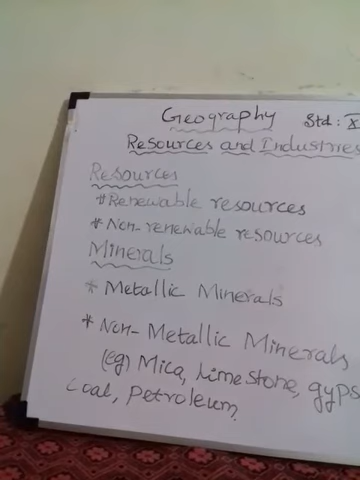 Geography Std: X
Resources and Industries
Resources
* Renewable resources
* Non-renewable resources
Minerals
* Metallic Minerals
* Non-Metallic Minerals
(eg) Mica, Limestone, gyps
Coal, Petroleum,